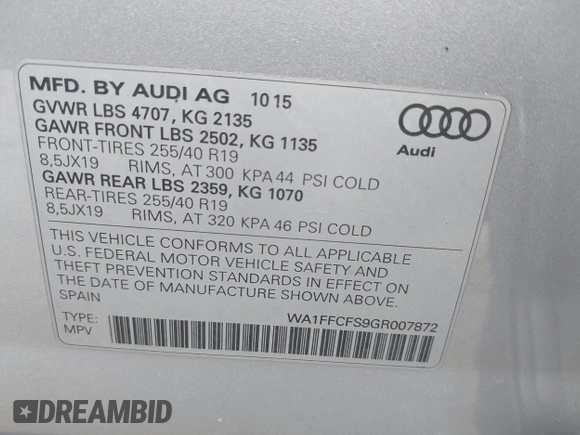 MFD. BY AUDI AG 10 15
GVWR LBS 4707, KG 2135
GAWR FRONT LBS 2502, KG 1135
FRONT-TIRES 255/40 R19
8,5JX19 RIMS, AT 300 KPA 44 PSI COLD
GAWR REAR LBS 2359, KG 1070
REAR-TIRES 255/40 R19
8,5JX19 RIMS, AT 320 KPA 46 PSI COLD
Audi
THIS VEHICLE CONFORMS TO ALL APPLICABLE
U.S. FEDERAL MOTOR VEHICLE SAFETY AND
THEFT PREVENTION STANDARDS IN EFFECT ON
THE DATE OF MANUFACTURE SHOWN ABOVE.
SPAIN
WA1FFCFS9GR007872
TYPE:
MPV
DREAMBID